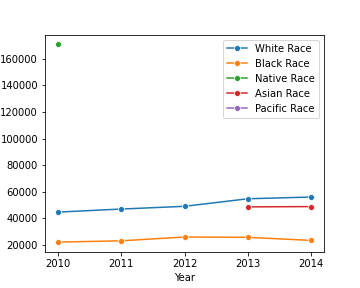 160000
140000
120000
100000
80000
60000
40000
20000
2010 2011 2012 2013 2014
Year
White Race
Black Race
Native Race
Asian Race
Pacific Race